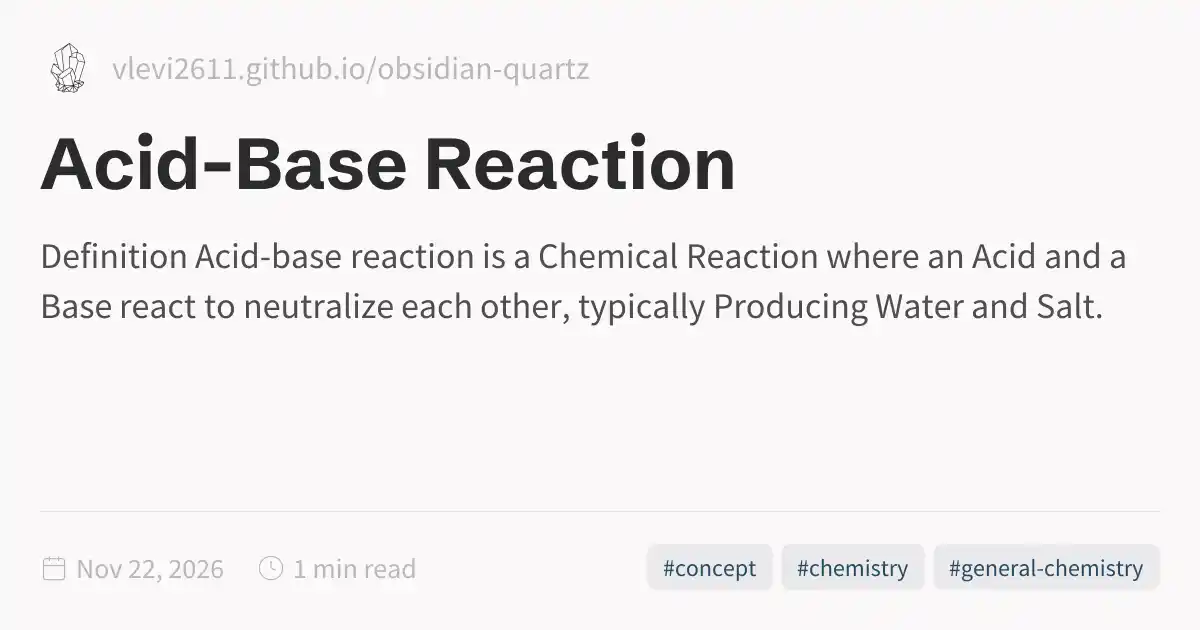 vlevi2611.github.io/obsidian-quartz
Acid-Base Reaction
Definition Acid-base reaction is a Chemical Reaction where an Acid and a
Base react to neutralize each other, typically Producing Water and Salt.
Nov 22, 2026 1 min read #concept #chemistry #general-chemistry